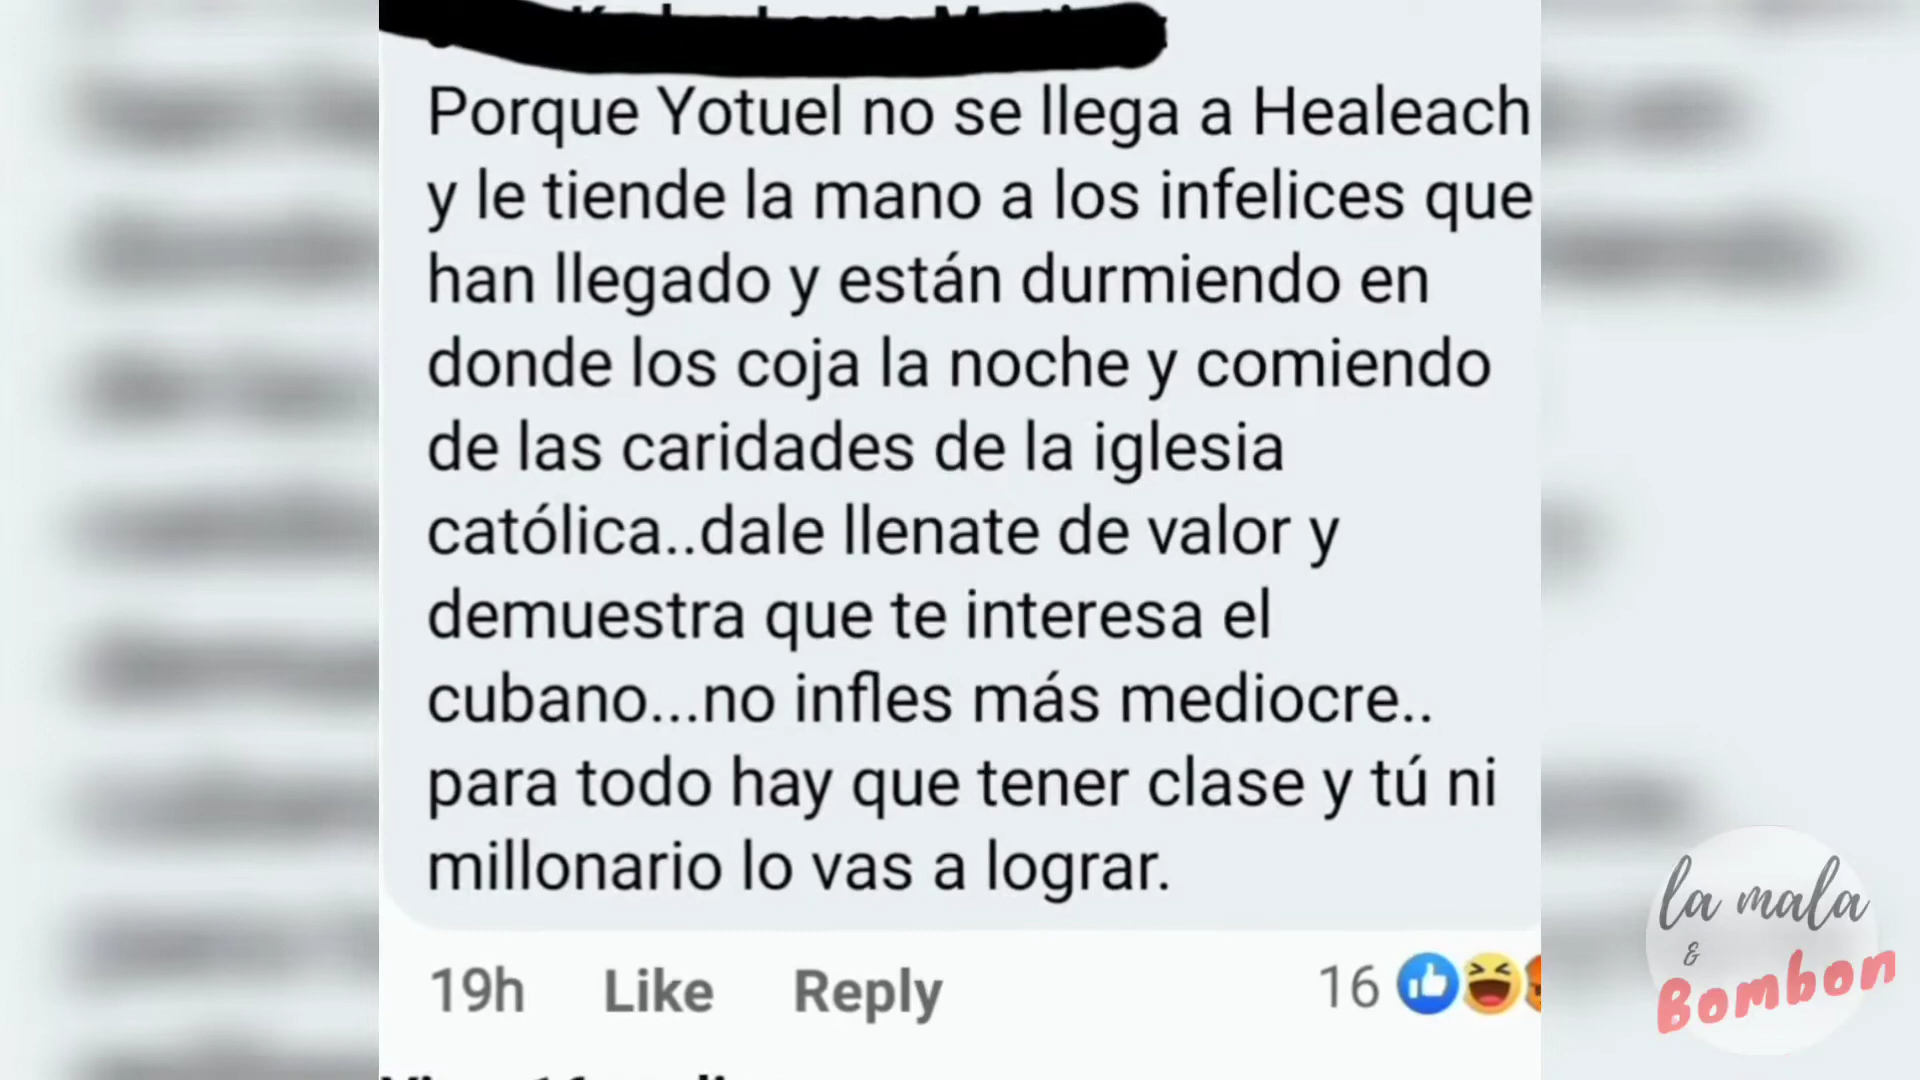 Porque Yotuel no se llega a Healeach
y le tiende la mano a los infelices que
han llegado y están durmiendo en
donde los coja la noche y comiendo
de las caridades de la iglesia
católica..dale llenate de valor y
demuestra que te interesa el
cubano...no infles más mediocre..
para todo hay que tener clase y tú ni
millonario lo vas a lograr.
19h Like Reply 16
la mala
&
Bombon